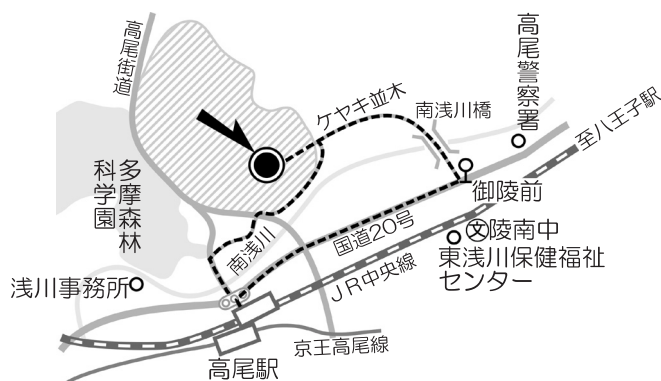 高尾街道
ケヤキ並木
南浅川橋
高尾警察署
至八王子駅
多摩森林
科学園
御陵前
南浅川
国道20号
文陵南中
東浅川保健福祉
センター
浅川事務所
JR中央線
京王高尾線
高尾駅